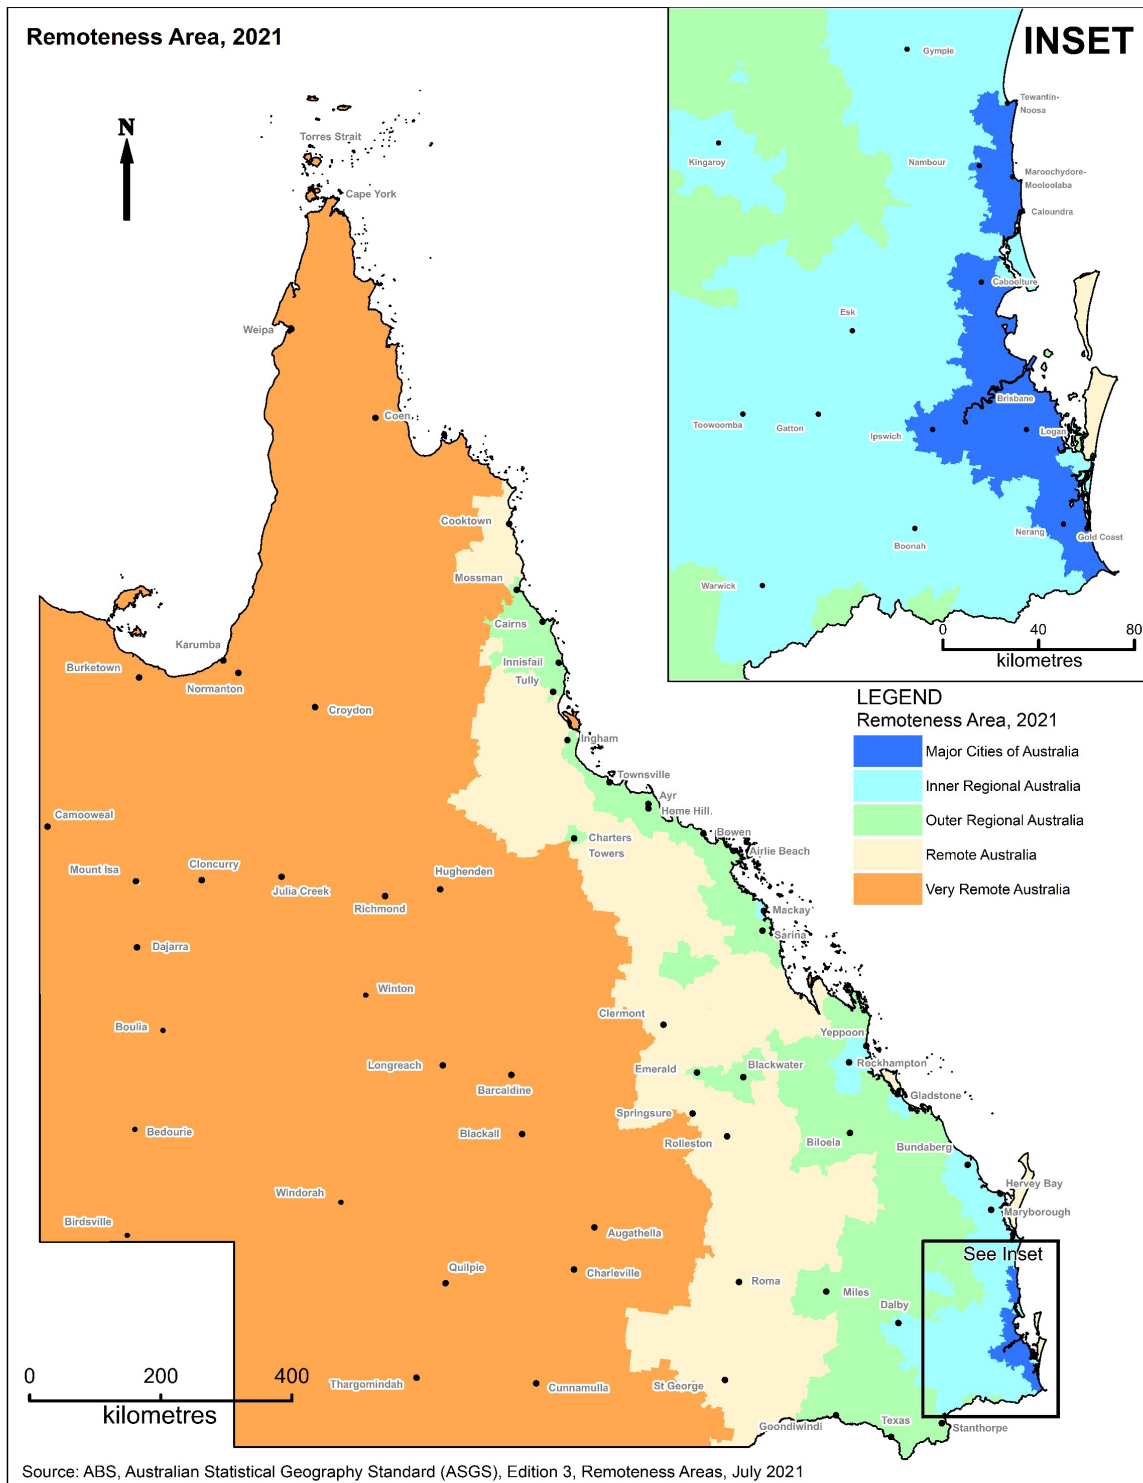 Remoteness Area, 2021
INSET
N
Torres Strait
Cape York
Weipa
Coen
Cooktown
Mossman
Cairns
Innisfail
Tully
Karumba
Burketown
Normanton
Croydon
Ingham
Townsville
Ayr
Home Hill.
Bowen
Airlie Beach
Camooweal
Charters
Towers
Mount Isa
Cloncurry
Julia Creek
Richmond
Hughenden
Mackay
Sarina
Dajarra
Winton
Clermont
Boulia
Yeppoon
Longreach
Barcaldine
Emerald
Blackwater
Rockhampton
Gladstone
Springsure
Bedourie
Blackall
Rolleston
Biloela
Bundaberg
Windorah
Hervey Bay
Maryborough
Birdsville
Augathella
See Inset
Quilpie
Charleville
Roma
Miles
Dalby
Thargomindah
Cunnamulla
St George
Goondiwindi
Texas
Stanthorpe
0 200 400
kilometres
Gympie
Tewantin-
Noosa
Kingaroy
Nambour
Maroochydore-
Mooloolaba
Caloundra
Caboolture
Esk
Brisbane
Toowoomba
Gatton
Ipswich
Logan
Boonah
Nerang
Gold Coast
Warwick
0 40 80
kilometres
LEGEND
Remoteness Area, 2021
Major Cities of Australia
Inner Regional Australia
Outer Regional Australia
Remote Australia
Very Remote Australia
Source: ABS, Australian Statistical Geography Standard (ASGS), Edition 3, Remoteness Areas, July 2021